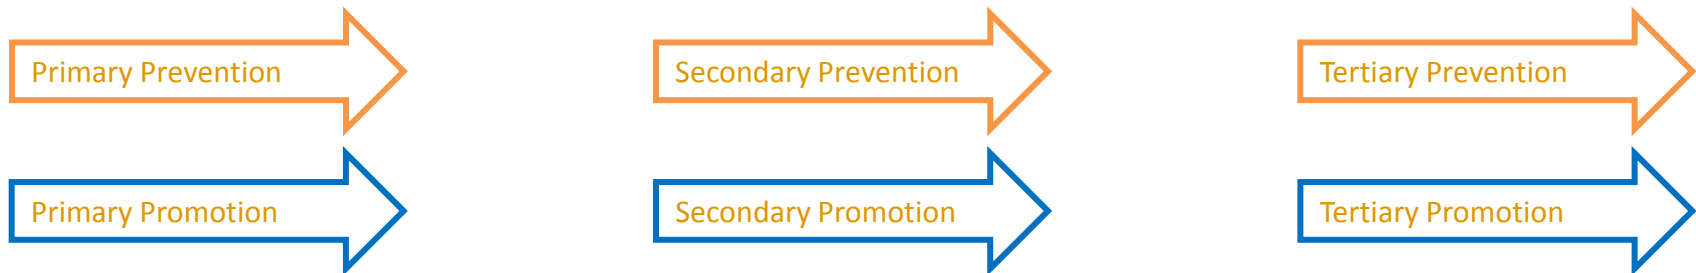 Primary Prevention
Secondary Prevention
Tertiary Prevention
Primary Promotion
Secondary Promotion
Tertiary Promotion